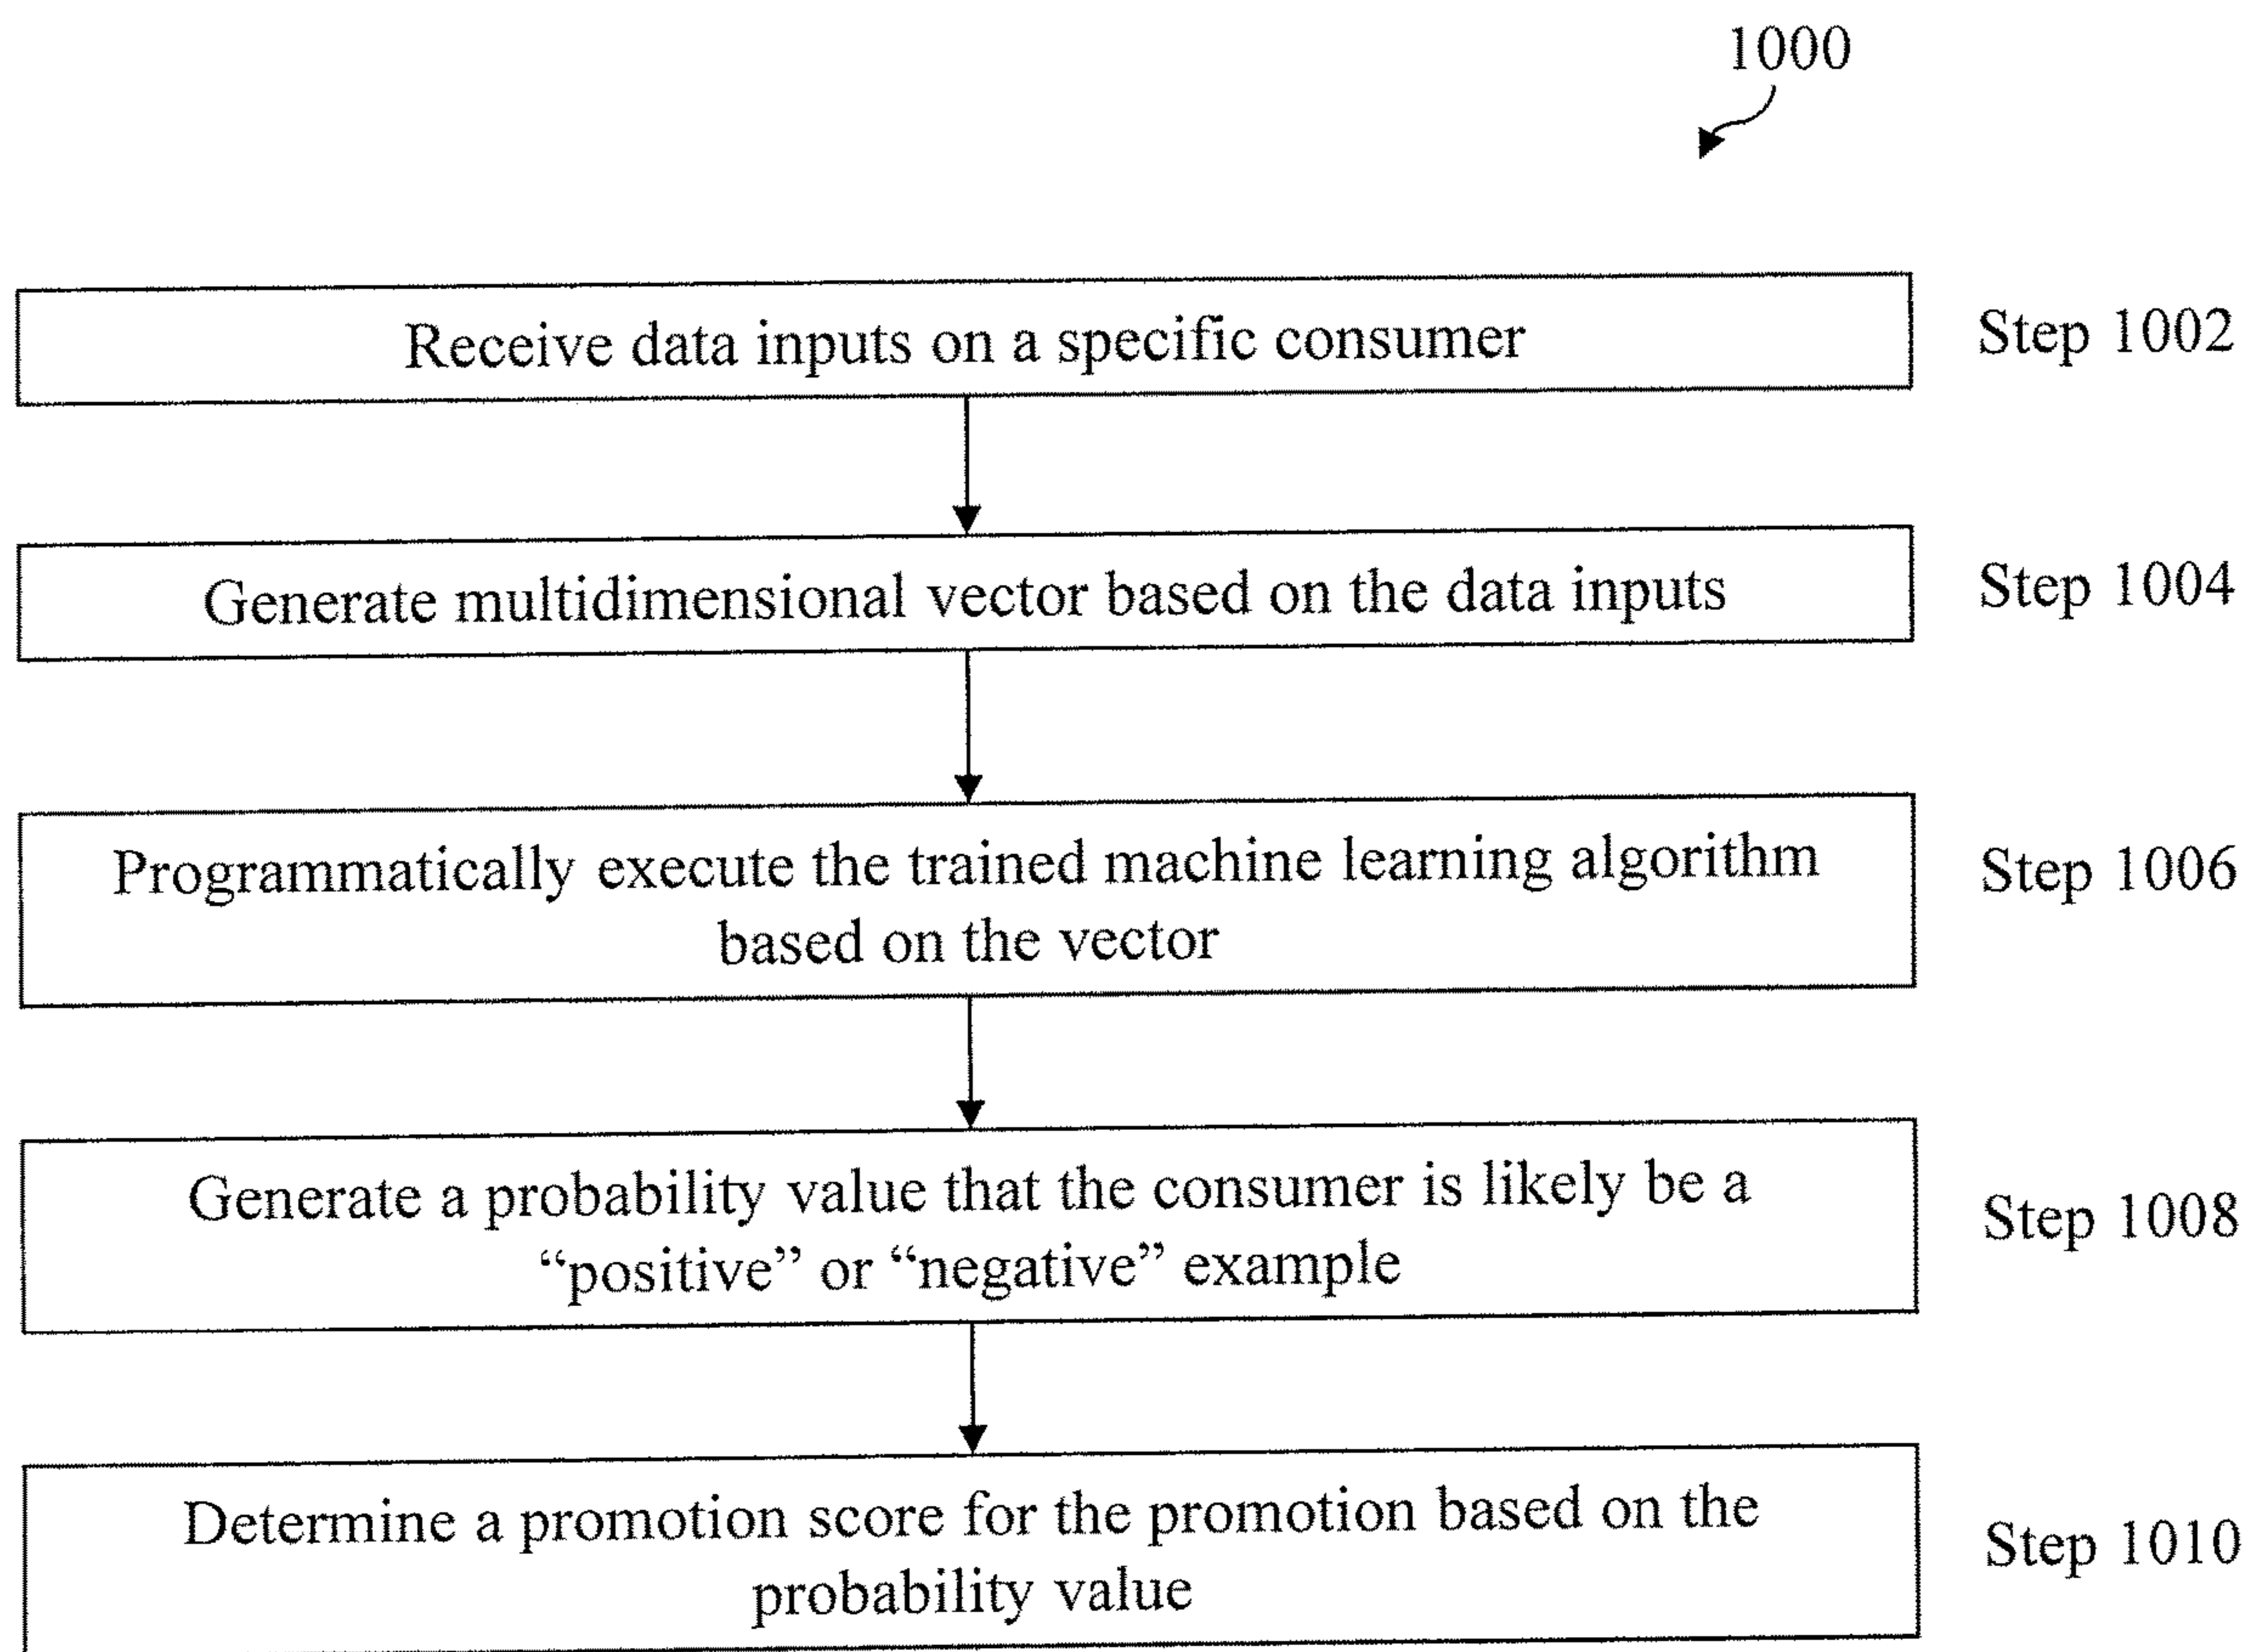 1000
Receive data inputs on a specific consumer
Step 1002
Generate multidimensional vector based on the data inputs
Step 1004
Programmatically execute the trained machine learning algorithm
based on the vector
Step 1006
Generate a probability value that the consumer is likely be a
“positive” or “negative” example
Step 1008
Determine a promotion score for the promotion based on the
probability value
Step 1010